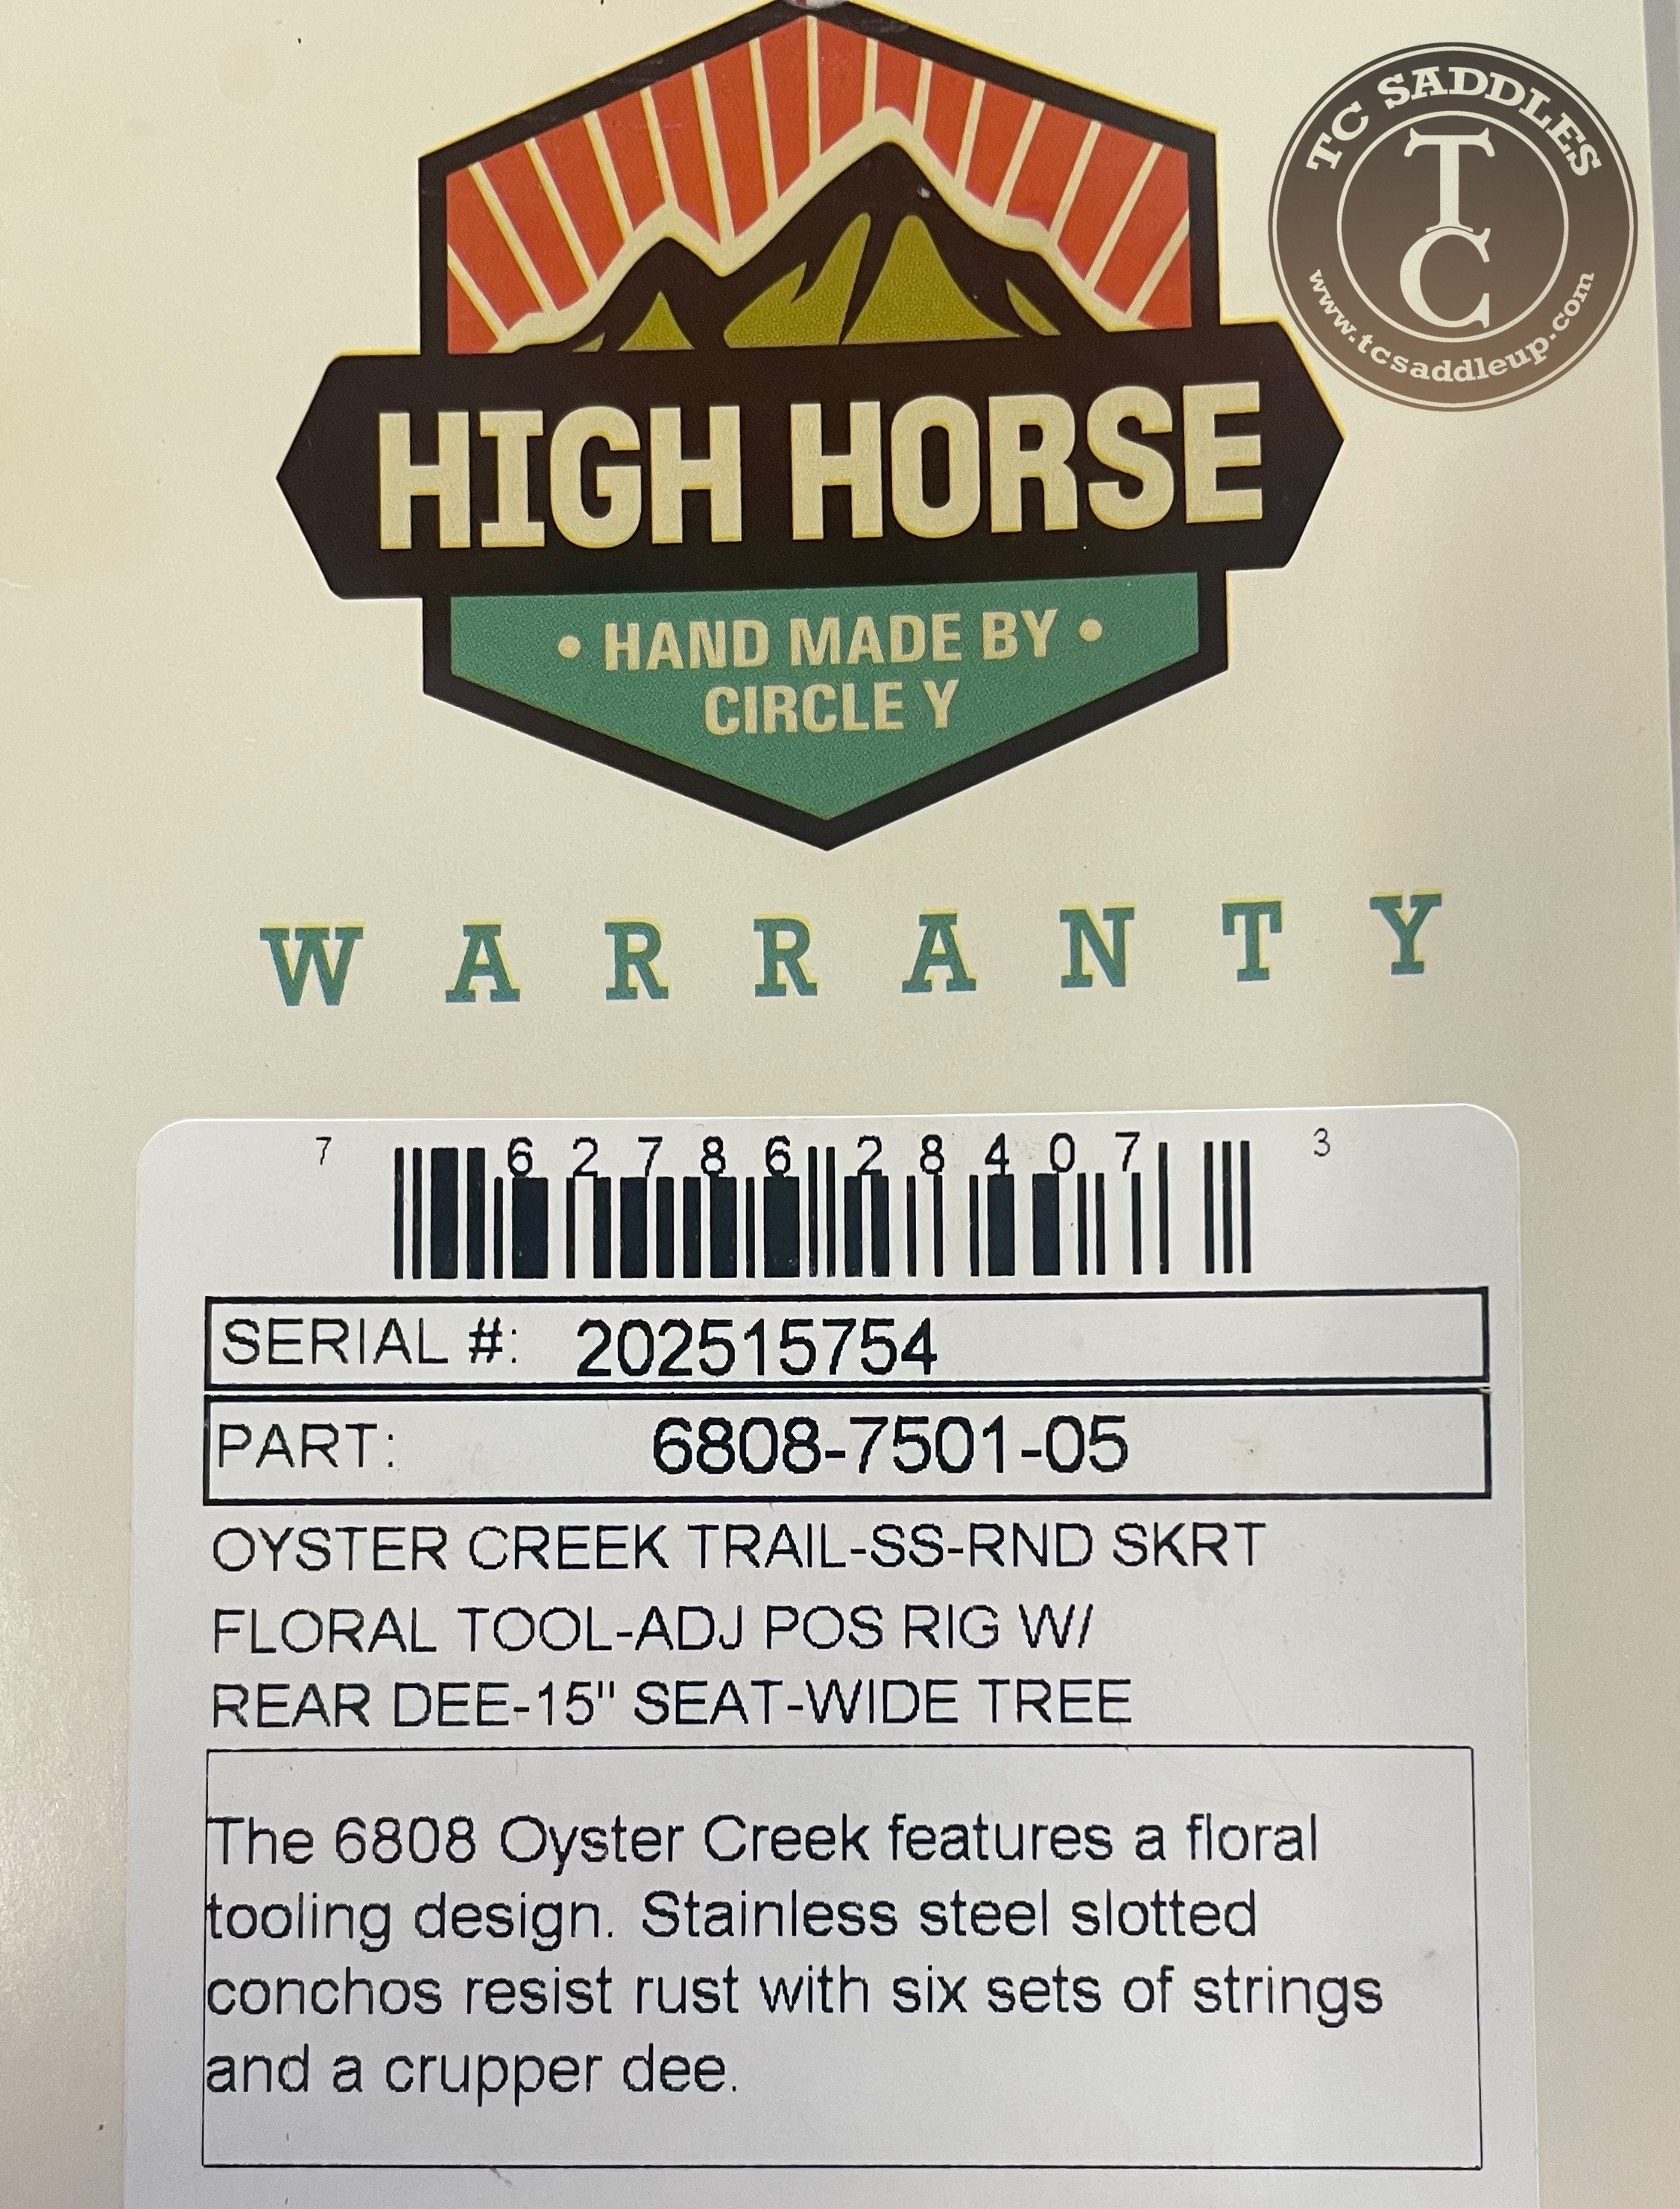 TC SADDLES
TC
www.tcsaddleup.com
HIGH HORSE
• HAND MADE BY •
CIRCLE Y
WARRANTY
7 62786 28407 3
SERIAL #: 202515754
PART: 6808-7501-05
OYSTER CREEK TRAIL-SS-RND SKRT
FLORAL TOOL-ADJ POS RIG W/
REAR DEE-15" SEAT-WIDE TREE
The 6808 Oyster Creek features a floral
tooling design. Stainless steel slotted
conchos resist rust with six sets of strings
and a crupper dee.